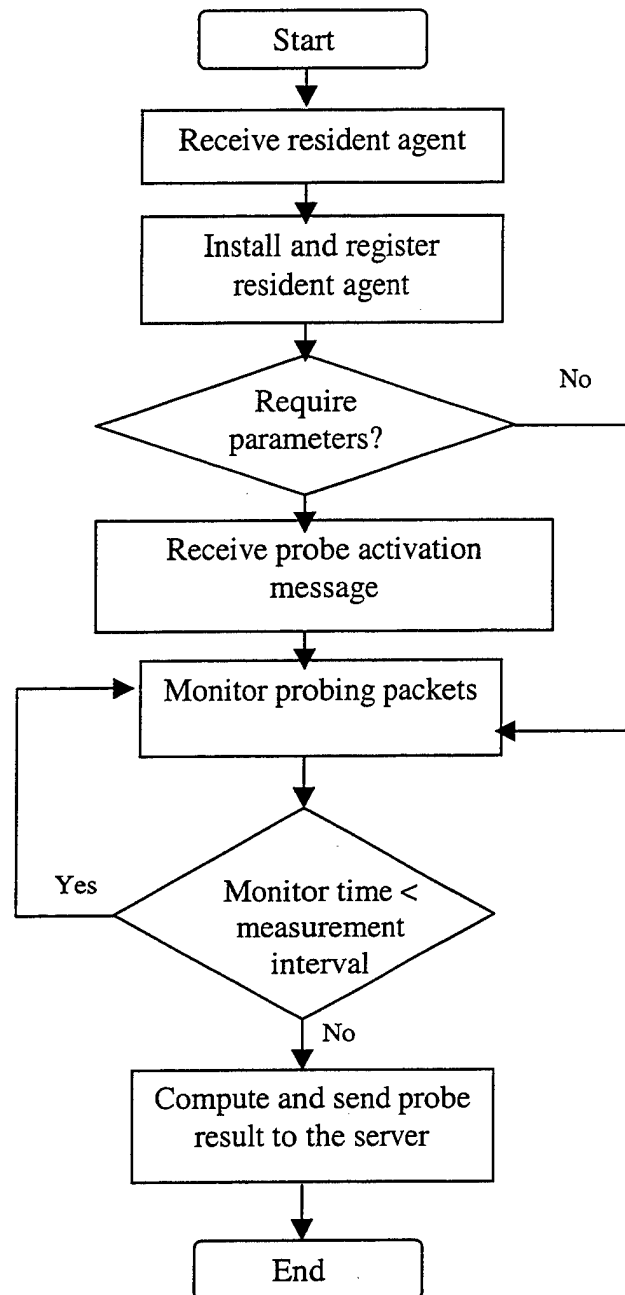 Start
Receive resident agent
Install and register
resident agent
No
Require
parameters?
Receive probe activation
message
Monitor probing packets
Yes
Monitor time <
measurement
interval
No
Compute and send probe
result to the server
End